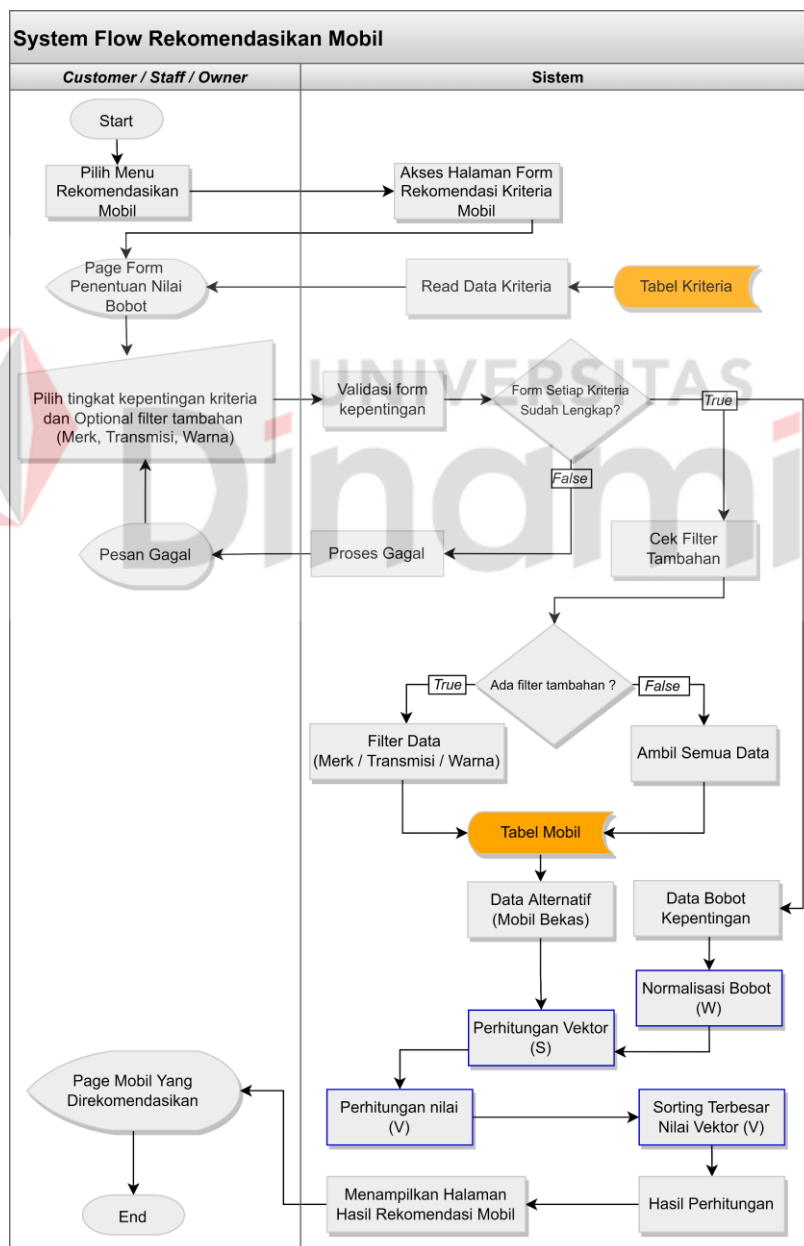 System Flow Rekomendasikan Mobil
Customer / Staff / Owner
Sistem
Start
Pilih Menu
Rekomendasikan
Mobil
Akses Halaman Form
Rekomendasi Kriteria
Mobil
Page Form
Penentuan Nilai
Bobot
Read Data Kriteria
Tabel Kriteria
UNIVERSITAS
Dinami
Pilih tingkat kepentingan kriteria
dan Optional filter tambahan
(Merk, Transmisi, Warna)
Validasi form
kepentingan
Form Setiap Kriteria
Sudah Lengkap?
True
False
Pesan Gagal
Proses Gagal
Cek Filter
Tambahan
Ada filter tambahan ?
True
False
Filter Data
(Merk / Transmisi / Warna)
Ambil Semua Data
Tabel Mobil
Data Alternatif
(Mobil Bekas)
Data Bobot
Kepentingan
Normalisasi Bobot
(W)
Perhitungan Vektor
(S)
Page Mobil Yang
Direkomendasikan
Perhitungan nilai
(V)
Sorting Terbesar
Nilai Vektor (V)
End
Menampilkan Halaman
Hasil Rekomendasi Mobil
Hasil Perhitungan